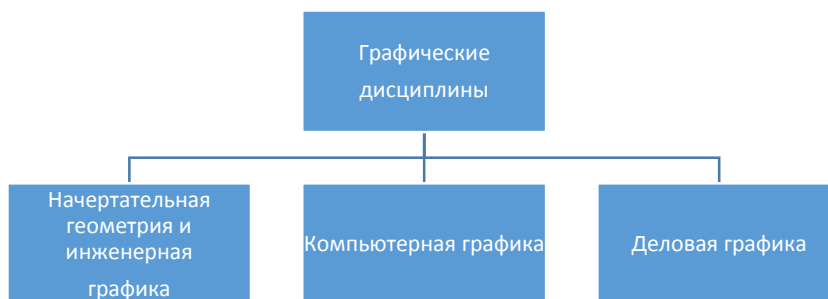 Графические
дисциплины
Начертательная
геометрия и
инженерная
графика
Компьютерная графика
Деловая графика